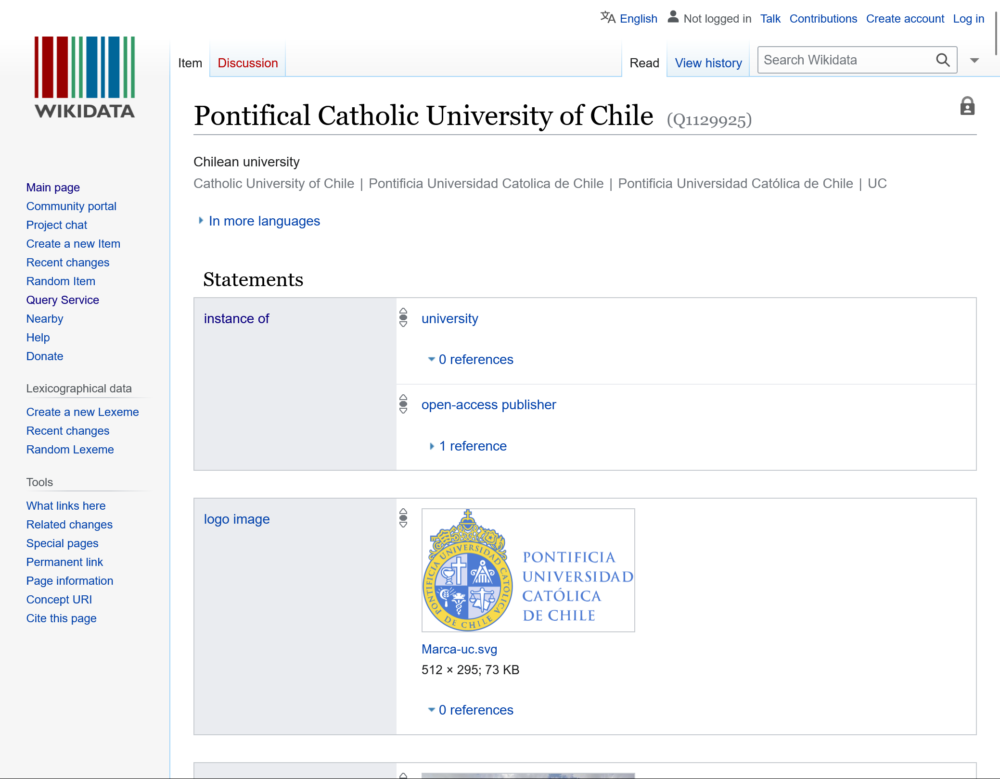 English Not logged in Talk Contributions Create account Log in
WIKIDATA
Item Discussion Read View history Search Wikidata
Pontifical Catholic University of Chile (Q1129925)
Chilean university
Catholic University of Chile | Pontificia Universidad Catolica de Chile | Pontificia Universidad Católica de Chile | UC
In more languages
Main page
Community portal
Project chat
Create a new Item
Recent changes
Random Item
Query Service
Nearby
Help
Donate
Lexicographical data
Create a new Lexeme
Recent changes
Random Lexeme
Tools
What links here
Related changes
Special pages
Permanent link
Page information
Concept URI
Cite this page
Statements
instance of
university
0 references
open-access publisher
1 reference
logo image
PONTIFICIA UNIVERSIDAD CATÓLICA DE CHILE
PONTIFICIA
UNIVERSIDAD
CATÓLICA
DE CHILE
Marca-uc.svg
512 × 295; 73 KB
0 references